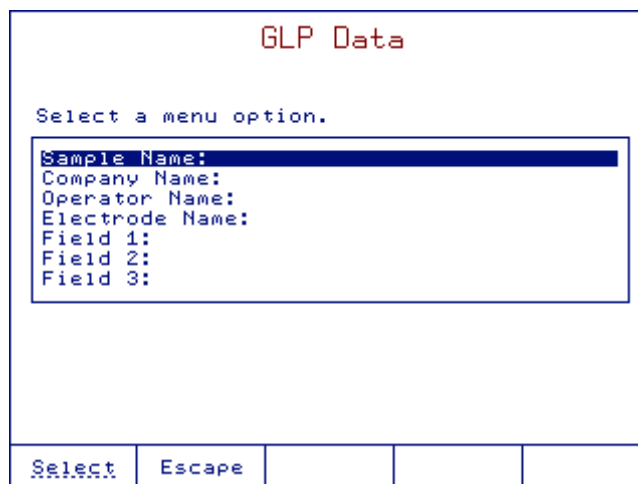 GLP Data
Select a menu option.
Sample Name:
Company Name:
Operator Name:
Electrode Name:
Field 1:
Field 2:
Field 3:
Select Escape